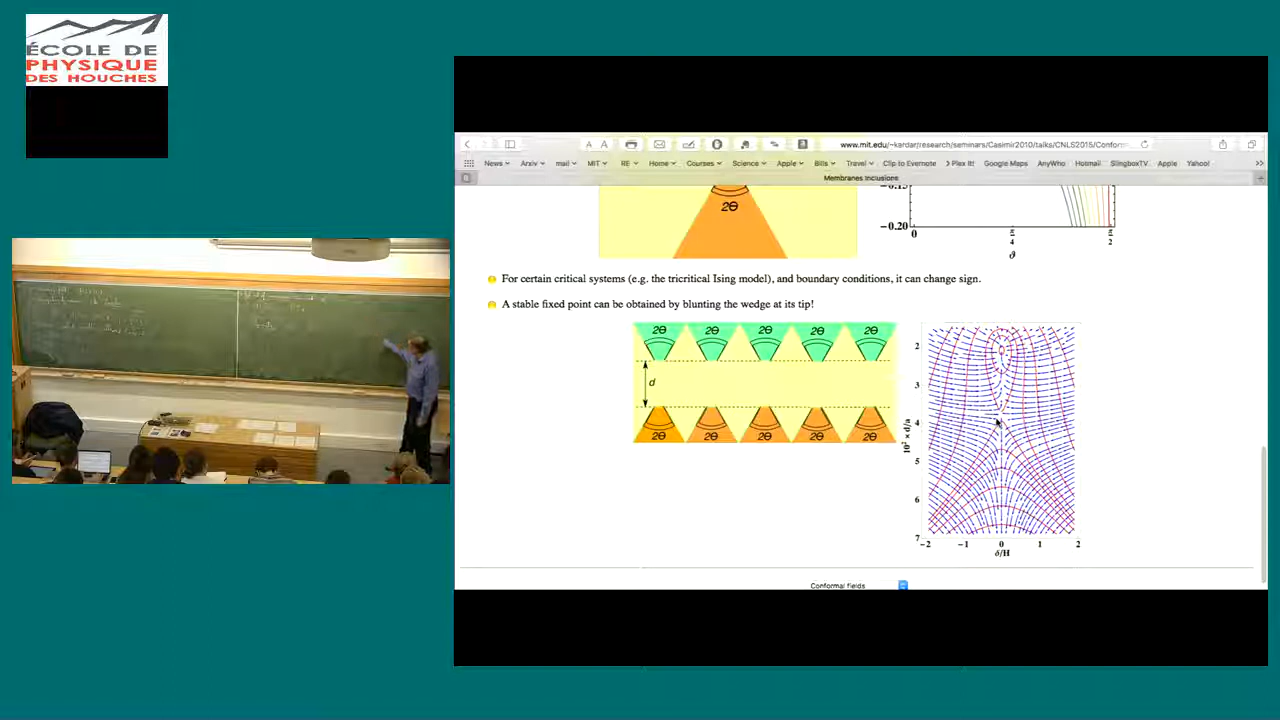 ÉCOLE DE
PHYSIQUE
DES HOUCHES
A A
www.mit.edu/~kardar/research/seminars/Casimir2010/talks/CNLS2015/Conform
News Arxiv mail MIT RE Home Courses Science Apple Bills Travel Clip to Evernote Plex It! Google Maps AnyWho SlingboxTV Apple Yahoo! >>
Membranes Inclusions
2Θ
-0.15
-0.20
0 π/4 π/2
ϑ
For certain critical systems (e.g. the tricritical Ising model), and boundary conditions, it can change sign.
A stable fixed point can be obtained by blunting the wedge at its tip!
2Θ 2Θ 2Θ 2Θ 2Θ
d
2Θ 2Θ 2Θ 2Θ 2Θ
10² × d/a
2
3
4
5
6
7
-2 -1 0 1 2
δ/H
Conformal fields